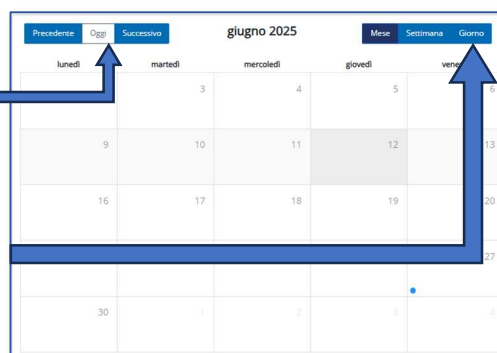 Precedente Oggi Successivo giugno 2025 Mese Settimana Giorno
lunedì martedì mercoledì giovedì
3 4 5 6
9 10 11 12 13
16 17 18 19 20
27
30 1 2 3 4